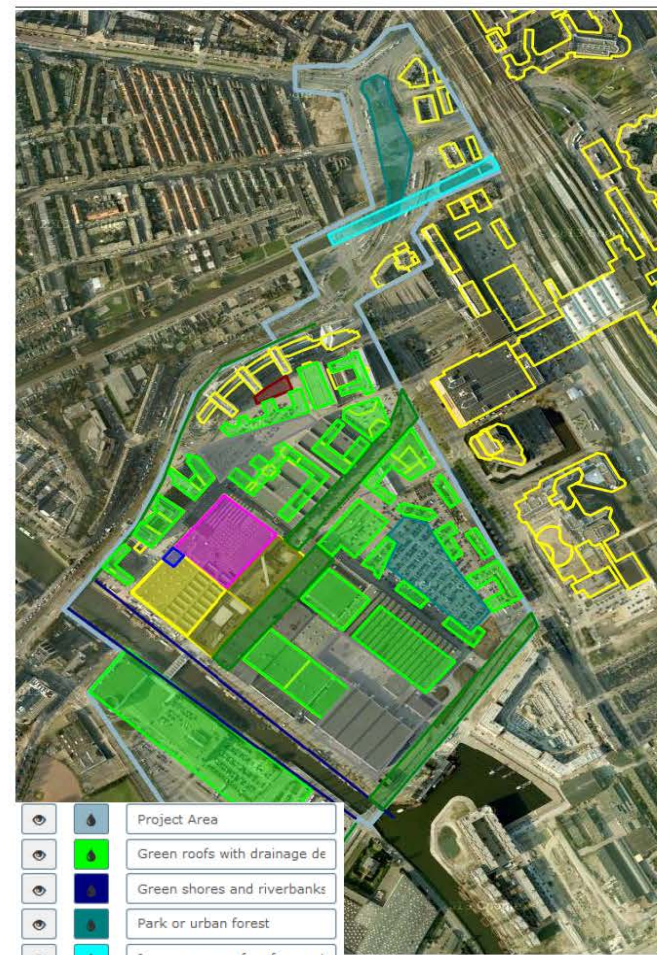 Project Area
Green roofs with drainage de
Green shores and riverbanks
Park or urban forest